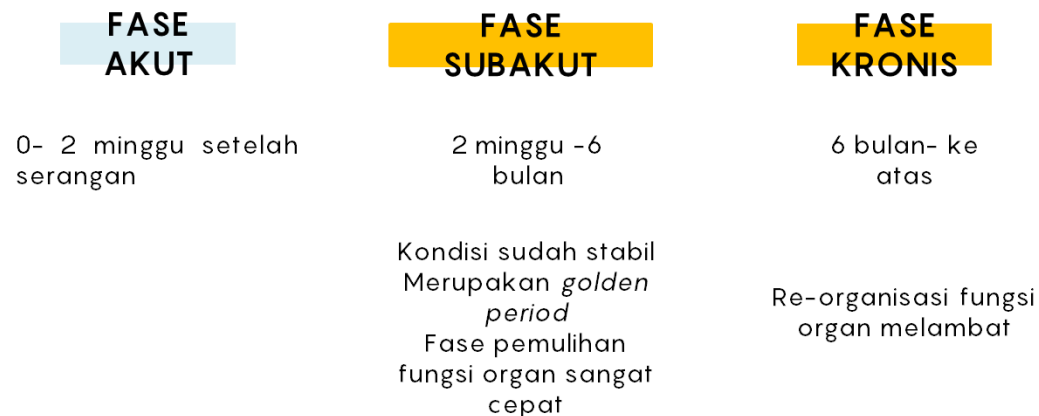 FASE
AKUT
0- 2 minggu setelah
serangan
FASE
SUBAKUT
2 minggu -6
bulan
Kondisi sudah stabil
Merupakan golden
period
Fase pemulihan
fungsi organ sangat
cepat
FASE
KRONIS
6 bulan- ke
atas
Re-organisasi fungsi
organ melambat